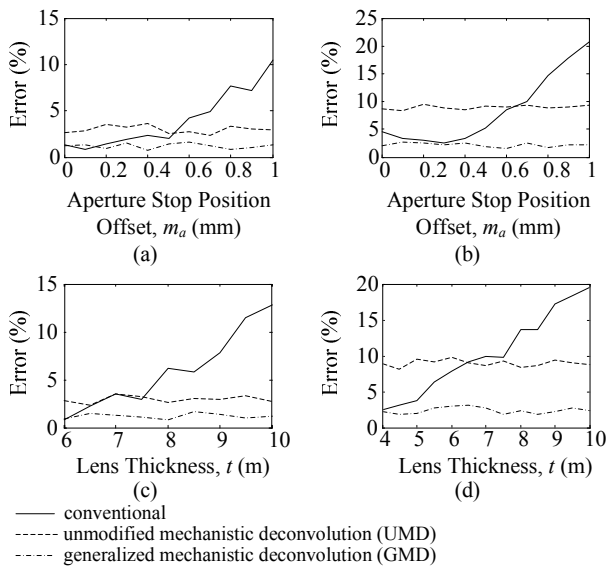 15
10
5
0
Error (%)
0 0.2 0.4 0.6 0.8 1
Aperture Stop Position
Offset, mₐ (mm)
(a)
25
20
15
10
5
0
Error (%)
0 0.2 0.4 0.6 0.8 1
Aperture Stop Position
Offset, mₐ (mm)
(b)
15
10
5
0
Error (%)
6 7 8 9 10
Lens Thickness, t (m)
(c)
20
15
10
5
0
Error (%)
4 5 6 7 8 9 10
Lens Thickness, t (m)
(d)
conventional
unmodified mechanistic deconvolution (UMD)
generalized mechanistic deconvolution (GMD)